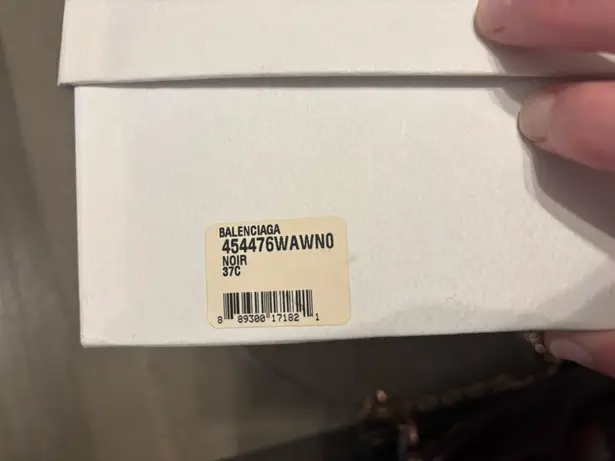 BALENCIAGA
454476WAWN0
NOIR
37C
8 89300 17182 1